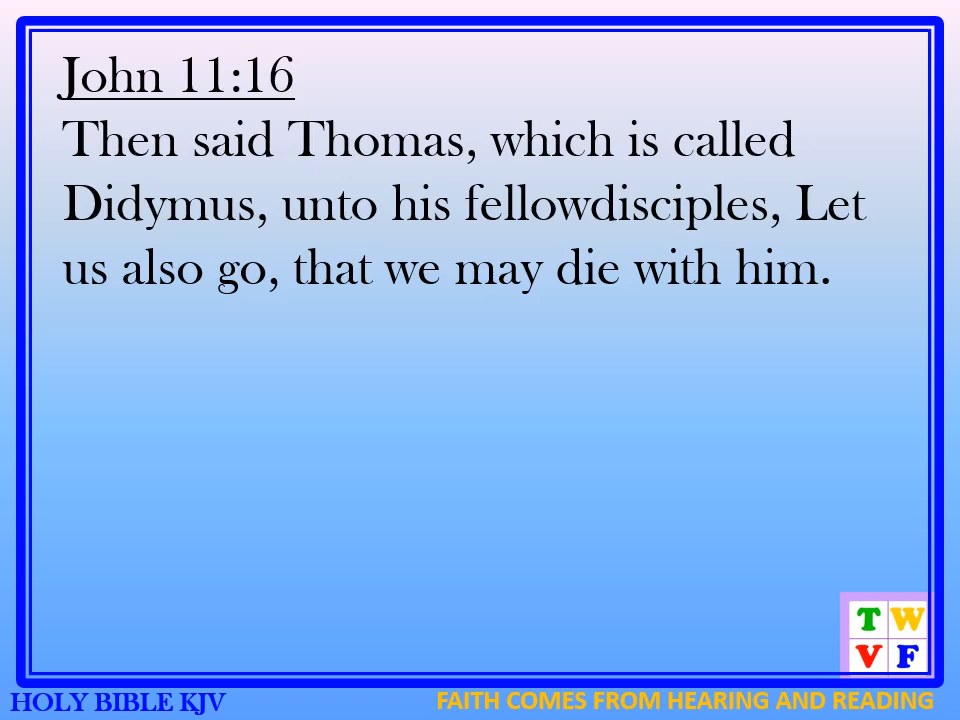 John 11:16
Then said Thomas, which is called
Didymus, unto his fellowdisciples, Let
us also go, that we may die with him.
T W
V F
HOLY BIBLE KJV
FAITH COMES FROM HEARING AND READING